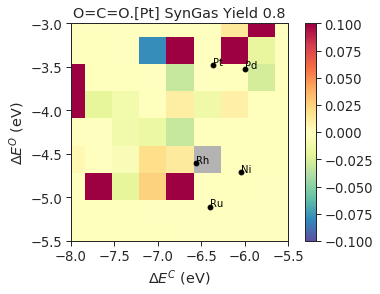 O=C=O.[Pt] SynGas Yield 0.8
ΔE^O (eV)
−3.0
−3.5
−4.0
−4.5
−5.0
−5.5
Pt
Pd
Rh
Ni
Ru
−8.0 −7.5 −7.0 −6.5 −6.0 −5.5
ΔE^C (eV)
0.100
0.075
0.050
0.025
0.000
−0.025
−0.050
−0.075
−0.100